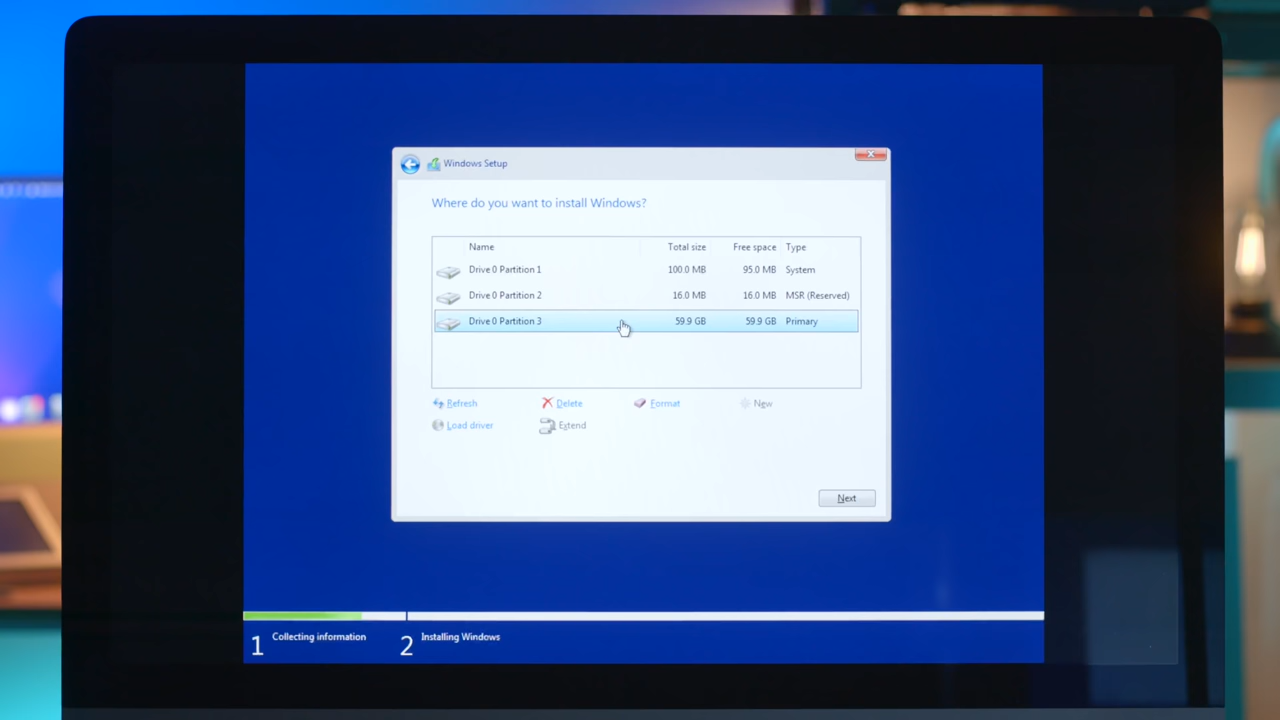 Windows Setup
Where do you want to install Windows?
Name Total size Free space Type
Drive 0 Partition 1 100.0 MB 95.0 MB System
Drive 0 Partition 2 16.0 MB 16.0 MB MSR (Reserved)
Drive 0 Partition 3 59.9 GB 59.9 GB Primary
Refresh Delete Format New
Load driver Extend
Next
1 Collecting information 2 Installing Windows